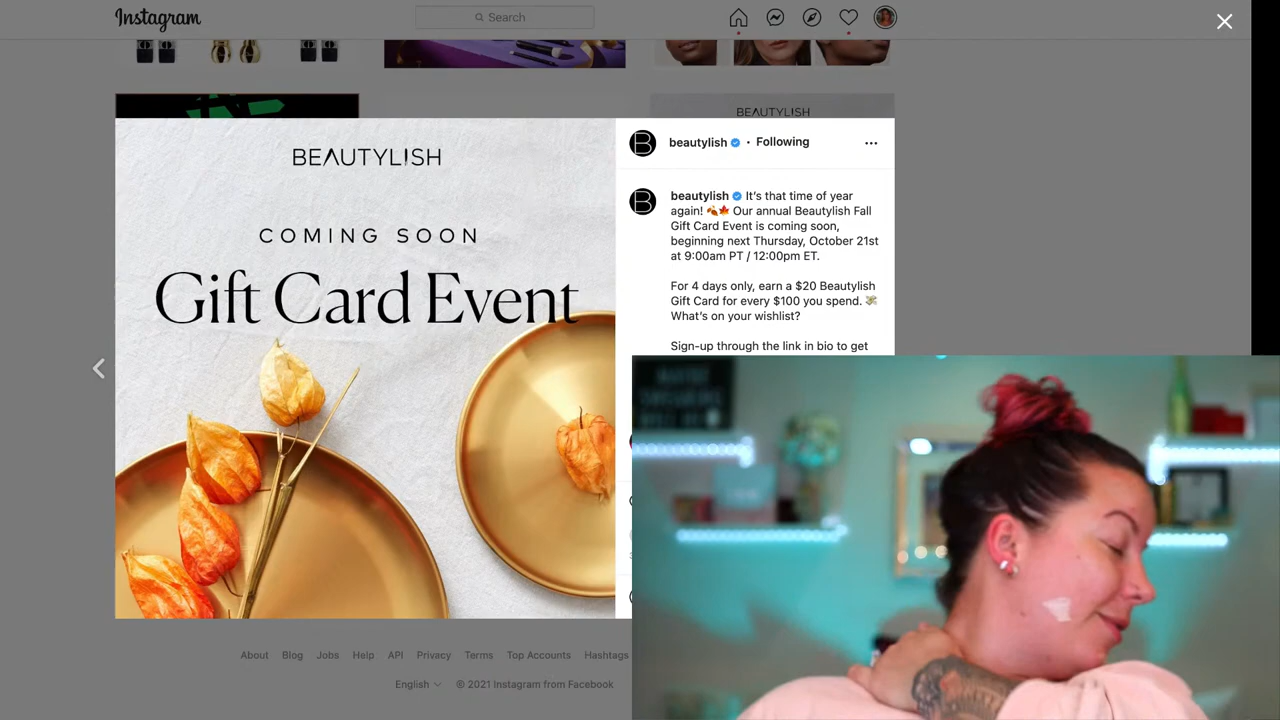 Instagram
Search
BEAUTYLISH
BEAUTYLISH
COMING SOON
Gift Card Event
beautylish • Following
beautylish It's that time of year
again! 🍂🍁 Our annual Beautylish Fall
Gift Card Event is coming soon,
beginning next Thursday, October 21st
at 9:00am PT / 12:00pm ET.
For 4 days only, earn a $20 Beautylish
Gift Card for every $100 you spend. 💸
What's on your wishlist?
Sign-up through the link in bio to get
About Blog Jobs Help API Privacy Terms Top Accounts Hashtags
English © 2021 Instagram from Facebook